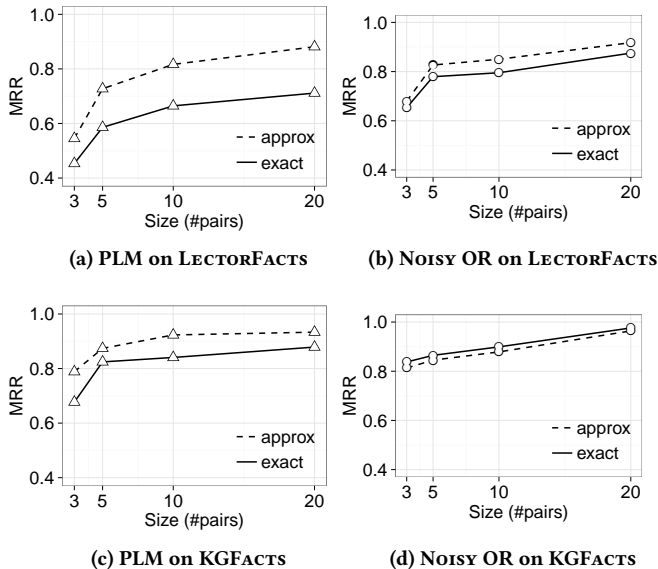 1.0
0.8
0.6
0.4
MRR
3 5 10 20
Size (#pairs)
approx
exact
(a) PLM on LectorFacts
1.0
0.8
0.6
0.4
MRR
3 5 10 20
Size (#pairs)
approx
exact
(b) Noisy OR on LectorFacts
1.0
0.8
0.6
0.4
MRR
3 5 10 20
Size (#pairs)
approx
exact
(c) PLM on KGFacts
1.0
0.8
0.6
0.4
MRR
3 5 10 20
Size (#pairs)
approx
exact
(d) Noisy OR on KGFacts